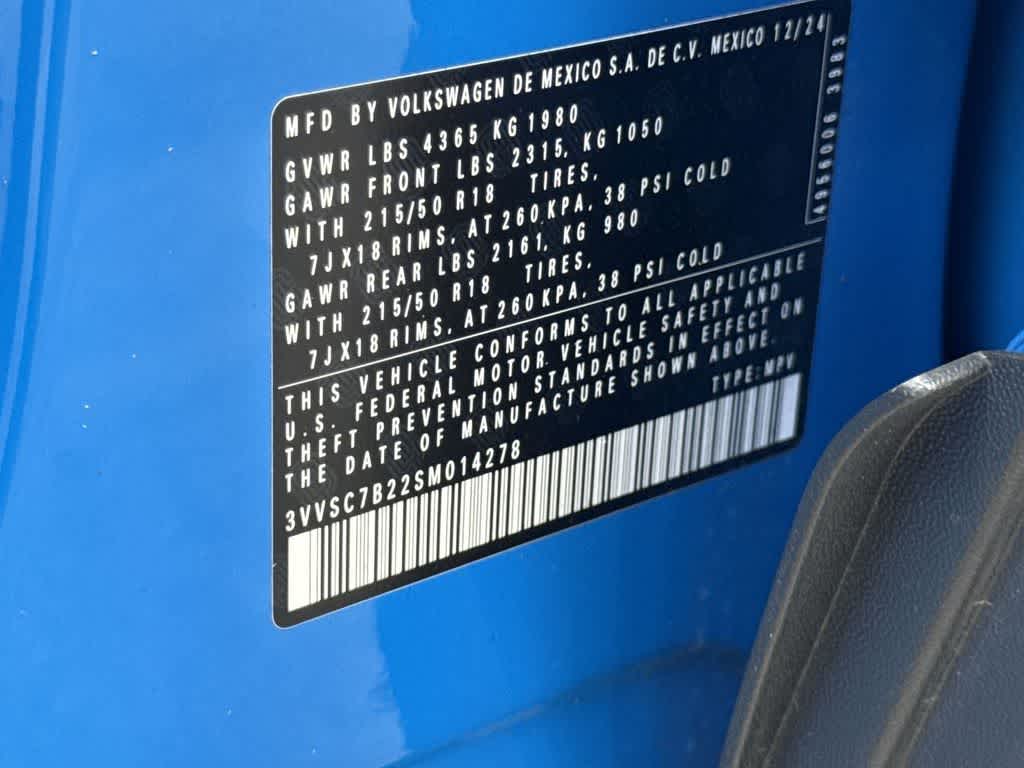 MFD BY VOLKSWAGEN DE MEXICO S.A. DE C.V. MEXICO 12/24
GVWR LBS 4365 KG 1980
GAWR FRONT LBS 2315, KG 1050
WITH 215/50 R18 TIRES,
7J X18 RIMS, AT 260 KPA, 38 PSI COLD
GAWR REAR LBS 2161, KG 980
WITH 215/50 R18 TIRES,
7J X18 RIMS, AT 260 KPA, 38 PSI COLD
THIS VEHICLE CONFORMS TO ALL APPLICABLE
U.S. FEDERAL MOTOR VEHICLE SAFETY AND
THEFT PREVENTION STANDARDS IN EFFECT ON
THE DATE OF MANUFACTURE SHOWN ABOVE.
TYPE:MPV
3VVSC7B22SM014278
4956006 3983